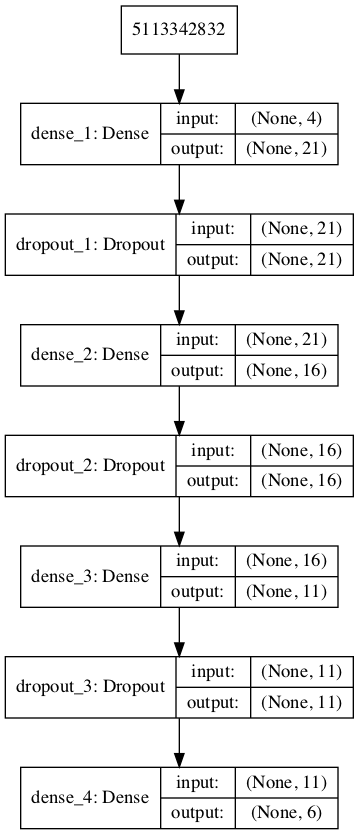 5113342832
dense_1: Dense
input: (None, 4)
output: (None, 21)
dropout_1: Dropout
input: (None, 21)
output: (None, 21)
dense_2: Dense
input: (None, 21)
output: (None, 16)
dropout_2: Dropout
input: (None, 16)
output: (None, 16)
dense_3: Dense
input: (None, 16)
output: (None, 11)
dropout_3: Dropout
input: (None, 11)
output: (None, 11)
dense_4: Dense
input: (None, 11)
output: (None, 6)